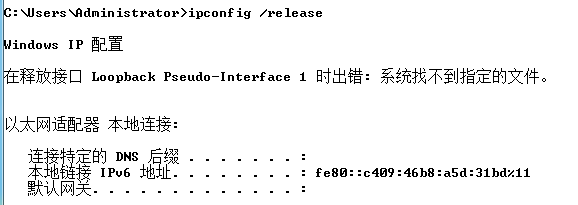 C:\Users\Administrator>ipconfig /release
Windows IP 配置
在释放接口 Loopback Pseudo-Interface 1 时出错: 系统找不到指定的文件。
以太网适配器 本地连接:
连接特定的 DNS 后缀 . . . . . . . :
本地链接 IPv6 地址. . . . . . . . : fe80::c409:46b8:a5d:31bd%11
默认网关. . . . . . . . . . . . . :